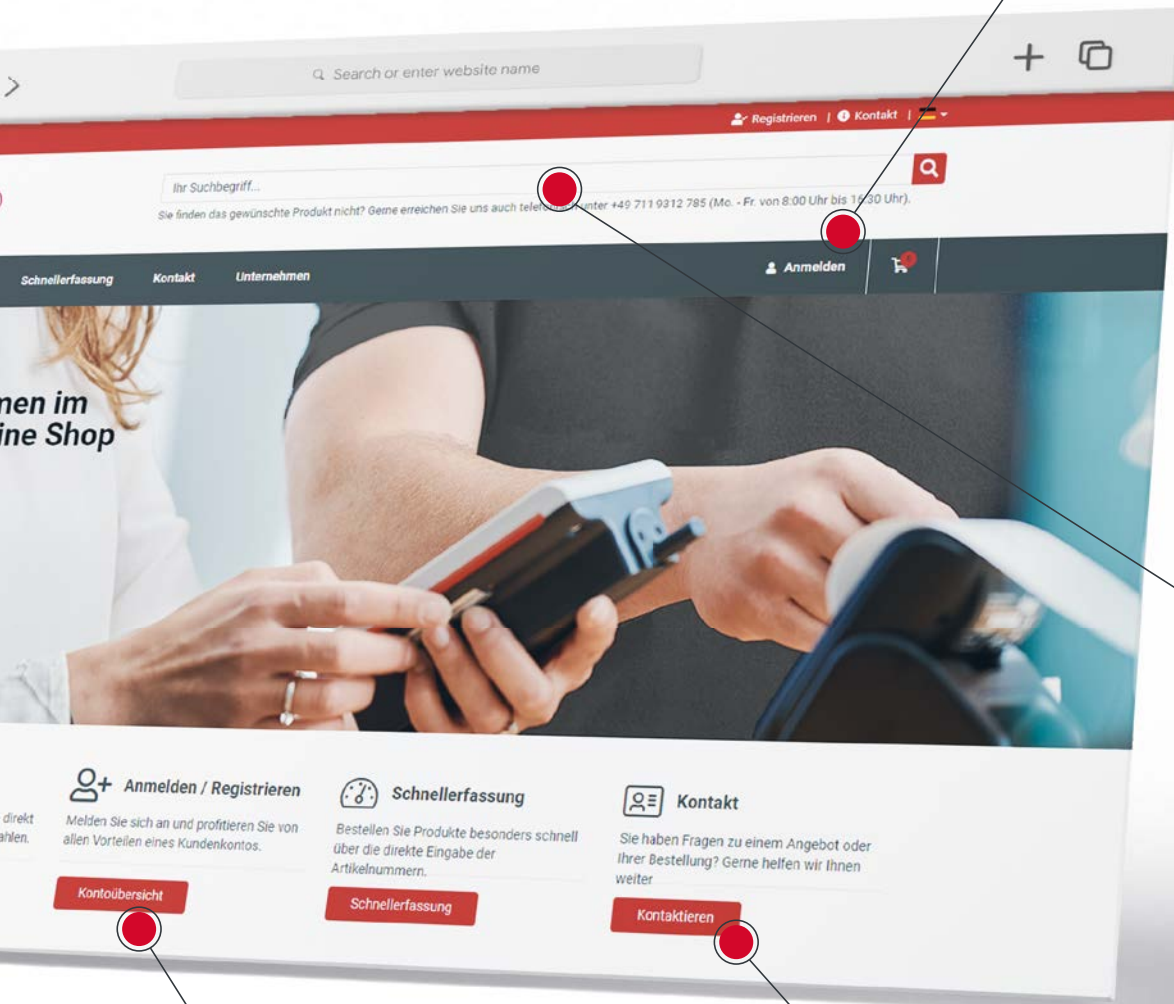 Search or enter website name
Registrieren | Kontakt |
Ihr Suchbegriff...
Sie finden das gewünschte Produkt nicht? Gerne erreichen Sie uns auch unter +49 711 9312 785 (Mo. - Fr. von 8:00 Uhr bis 16:30 Uhr).
Schnellerfassung Kontakt Unternehmen Anmelden
men im
ine Shop
Anmelden / Registrieren
direkt
ahlen.
Melden Sie sich an und profitieren Sie von
allen Vorteilen eines Kundenkontos.
Kontoübersicht
Schnellerfassung
Bestellen Sie Produkte besonders schnell
über die direkte Eingabe der
Artikelnummern.
Schnellerfassung
Kontakt
Sie haben Fragen zu einem Angebot oder
Ihrer Bestellung? Gerne helfen wir Ihnen
weiter
Kontaktieren